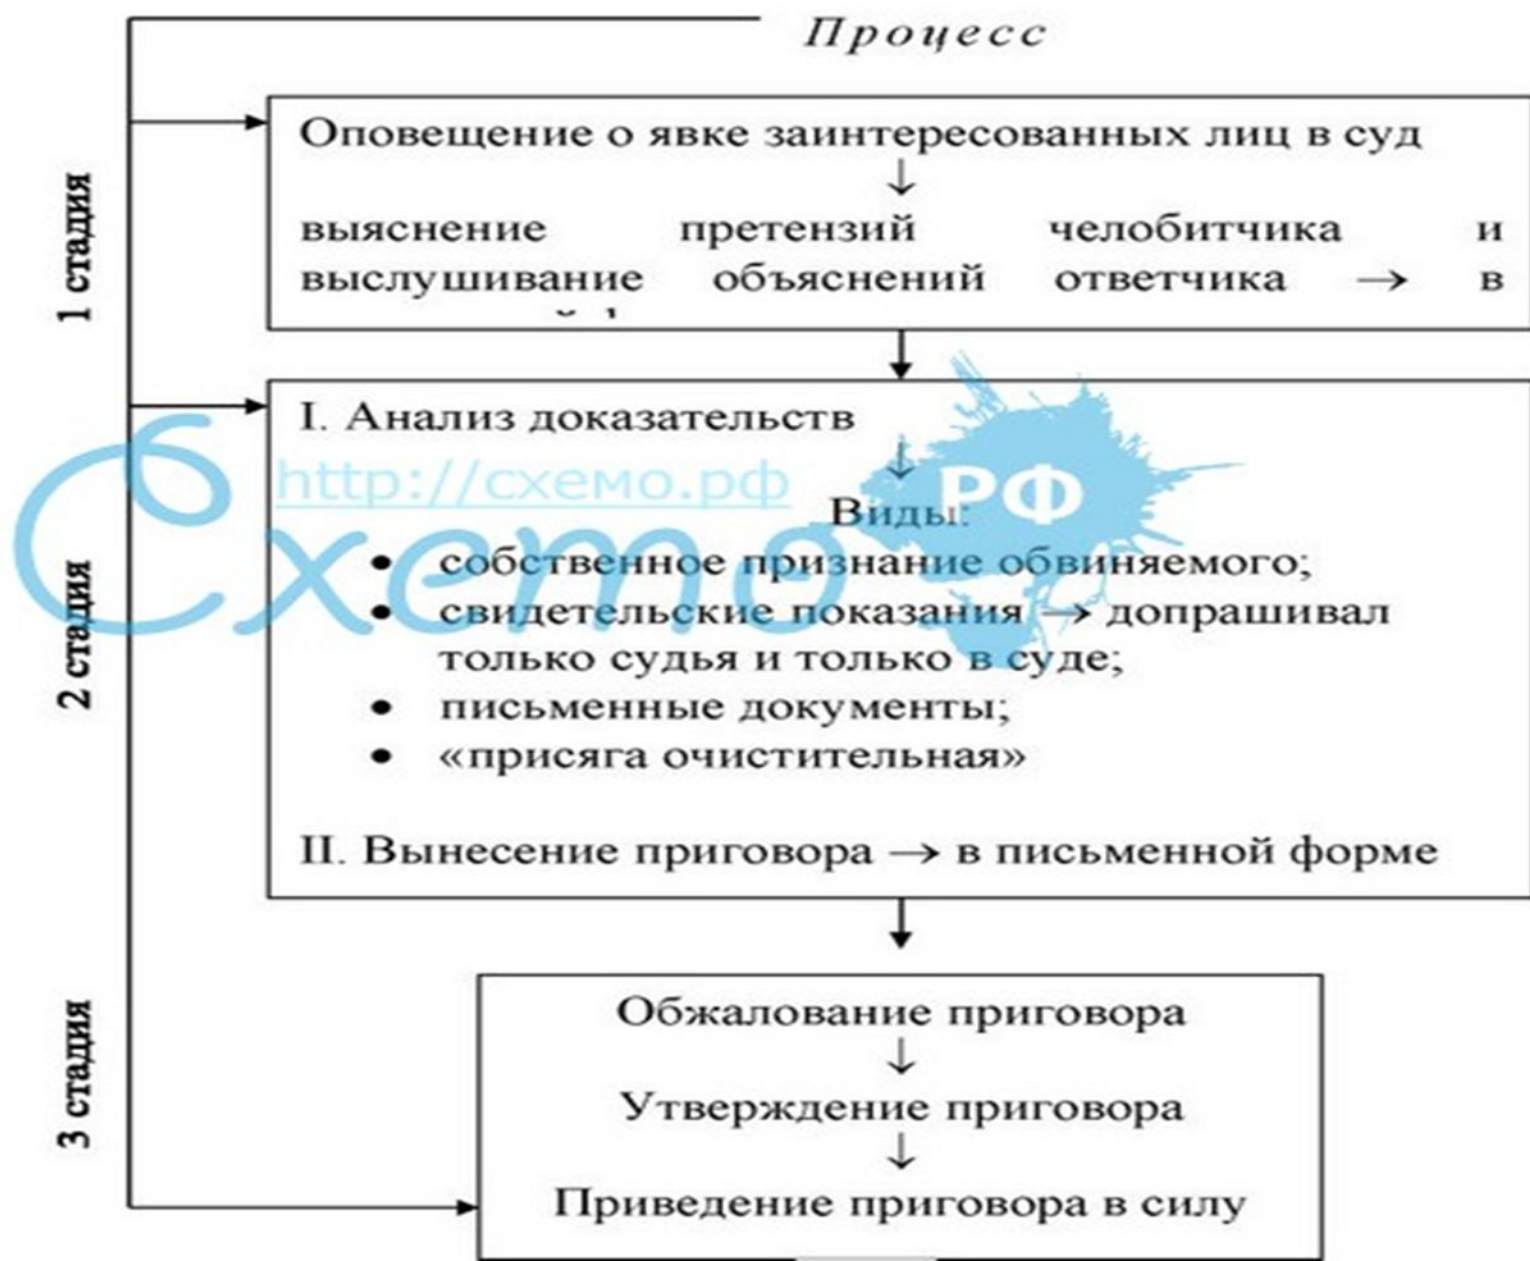 Процесс
1 стадия
Оповещение о явке заинтересованных лиц в суд
↓
выяснение претензий челобитчика и
выслушивание объяснений ответчика → в
2 стадия
I. Анализ доказательств
↓
http://схемо.рф
Схемо
РФ
Виды:
• собственное признание обвиняемого;
• свидетельские показания → допрашивал
только судья и только в суде;
• письменные документы;
• «присяга очистительная»
II. Вынесение приговора → в письменной форме
3 стадия
Обжалование приговора
↓
Утверждение приговора
↓
Приведение приговора в силу